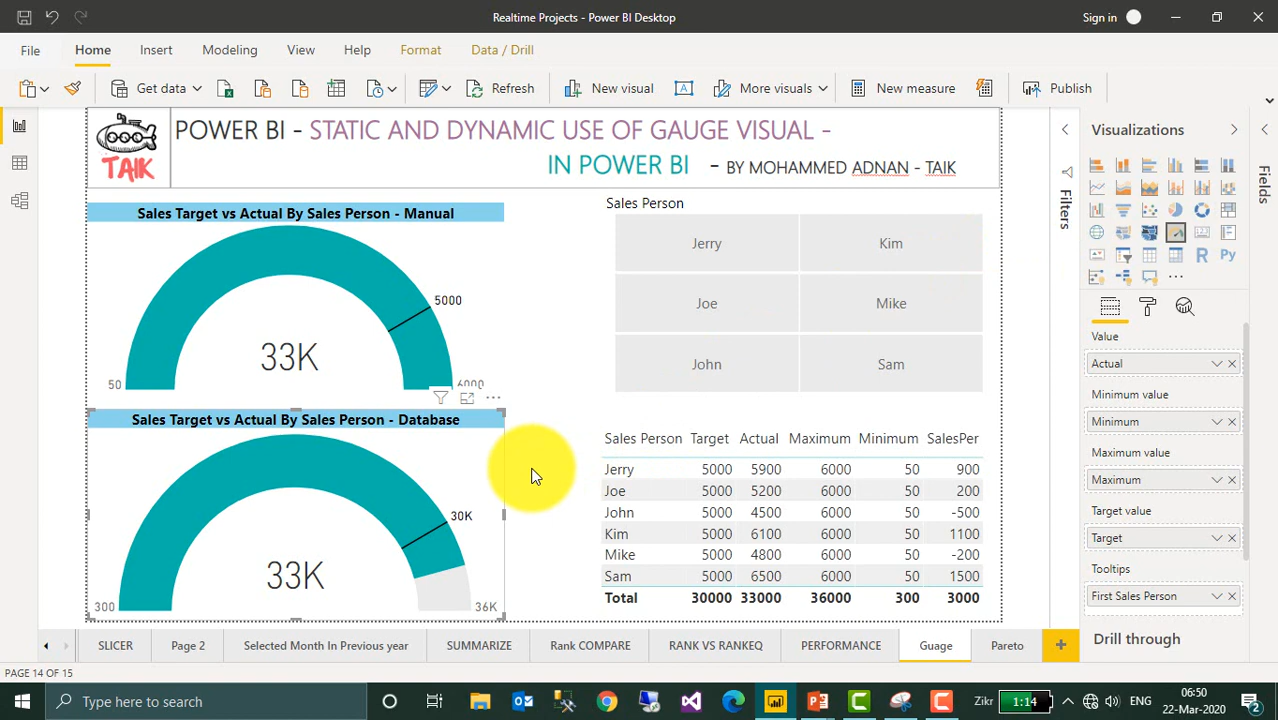 Realtime Projects - Power BI Desktop
Sign in
File Home Insert Modeling View Help Format Data / Drill
Get data Refresh New visual More visuals New measure Publish
POWER BI - STATIC AND DYNAMIC USE OF GAUGE VISUAL -
IN POWER BI - BY MOHAMMED ADNAN - TAIK
TAIK
Sales Target vs Actual By Sales Person - Manual
5000
33K
50 6000
Sales Target vs Actual By Sales Person - Database
30K
33K
300 36K
Sales Person
Jerry Kim
Joe Mike
John Sam
Sales Person Target Actual Maximum Minimum SalesPer
Jerry 5000 5900 6000 50 900
Joe 5000 5200 6000 50 200
John 5000 4500 6000 50 -500
Kim 5000 6100 6000 50 1100
Mike 5000 4800 6000 50 -200
Sam 5000 6500 6000 50 1500
Total 30000 33000 36000 300 3000
Filters
Visualizations
R Py
Value
Actual
Minimum value
Minimum
Maximum value
Maximum
Target value
Target
Tooltips
First Sales Person
Drill through
Fields
SLICER Page 2 Selected Month In Previous year SUMMARIZE Rank COMPARE RANK VS RANKEQ PERFORMANCE Guage Pareto
PAGE 14 OF 15
Type here to search
Zikr 1:14 ENG 06:50
22-Mar-2020 2